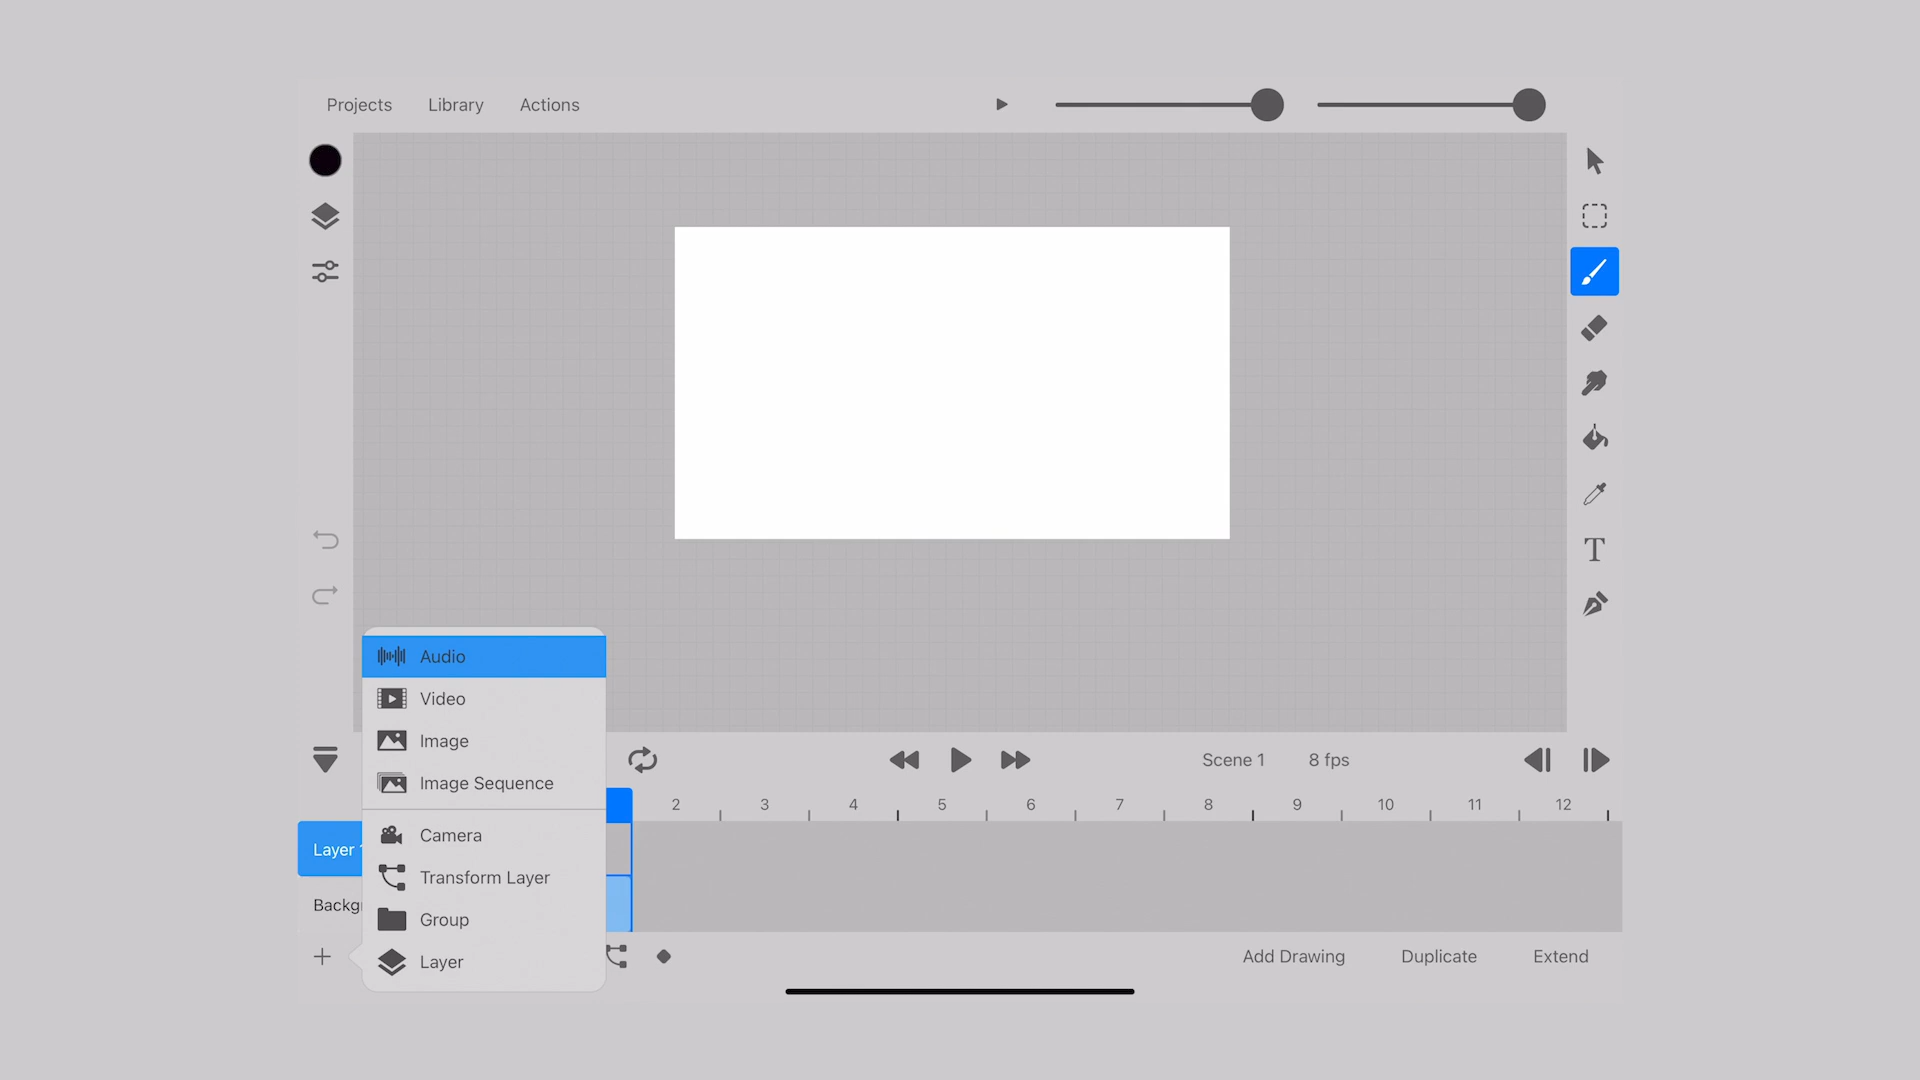 Projects Library Actions
Audio
Video
Image
Image Sequence
Camera
Transform Layer
Group
Layer
Scene 1 8 fps
2 3 4 5 6 7 8 9 10 11 12
Layer
Add Drawing Duplicate Extend